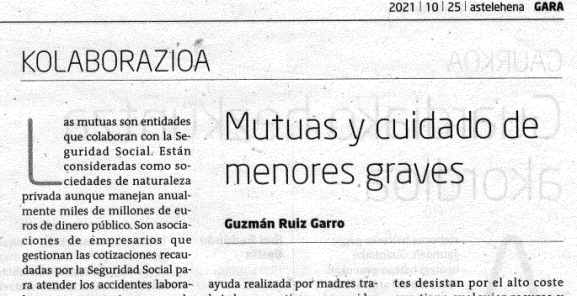 2021 | 10 | 25 | astelehena GARA
KOLABORAZIOA
Mutuas y cuidado de
menores graves
Guzmán Ruiz Garro
Las mutuas son entidades
que colaboran con la Se-
guridad Social. Están
consideradas como so-
ciedades de naturaleza
privada aunque manejan anual-
mente miles de millones de eu-
ros de dinero público. Son asocia-
ciones de empresarios que
gestionan las cotizaciones recau-
dadas por la Seguridad Social pa-
ra atender los accidentes labora-
ayuda realizada por madres tra-
tes desistan por el alto coste